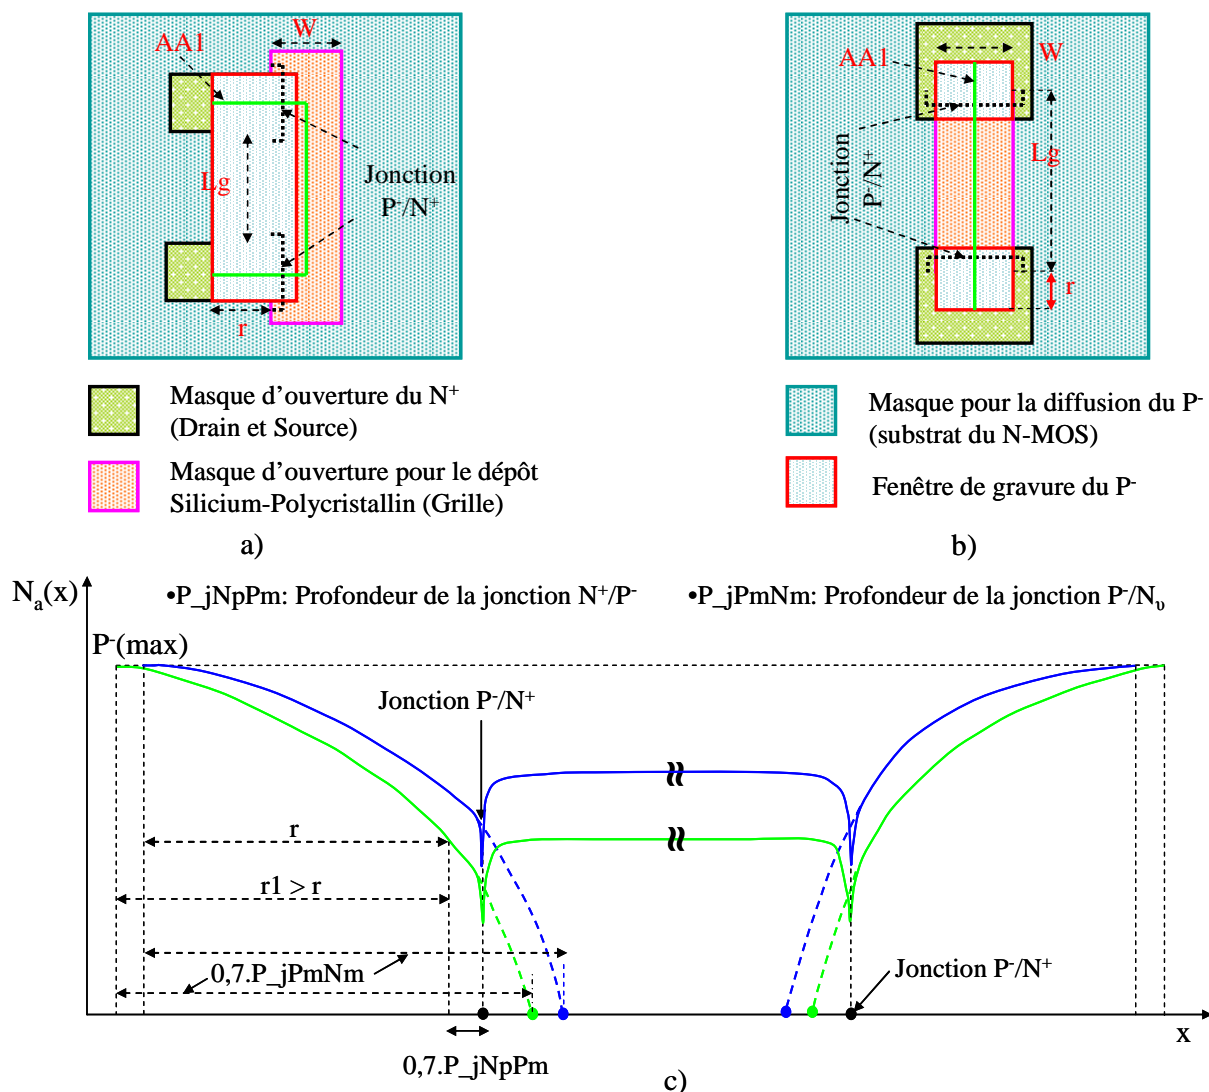 W
AA1
Lg
Jonction
P⁻/N⁺
r
W
AA1
Lg
Jonction
P⁻/N⁺
r
Masque d'ouverture du N⁺
(Drain et Source)
Masque d'ouverture pour le dépôt
Silicium-Polycristallin (Grille)
a)
Masque pour la diffusion du P⁻
(substrat du N-MOS)
Fenêtre de gravure du P⁻
b)
Nₐ(x)
•P_jNpPm: Profondeur de la jonction N⁺/P⁻
•P_jPmNm: Profondeur de la jonction P⁻/Nᵤ
P⁻(max)
Jonction P⁻/N⁺
r
r1 > r
0,7.P_jPmNm
Jonction P⁻/N⁺
x
0,7.P_jNpPm
c)